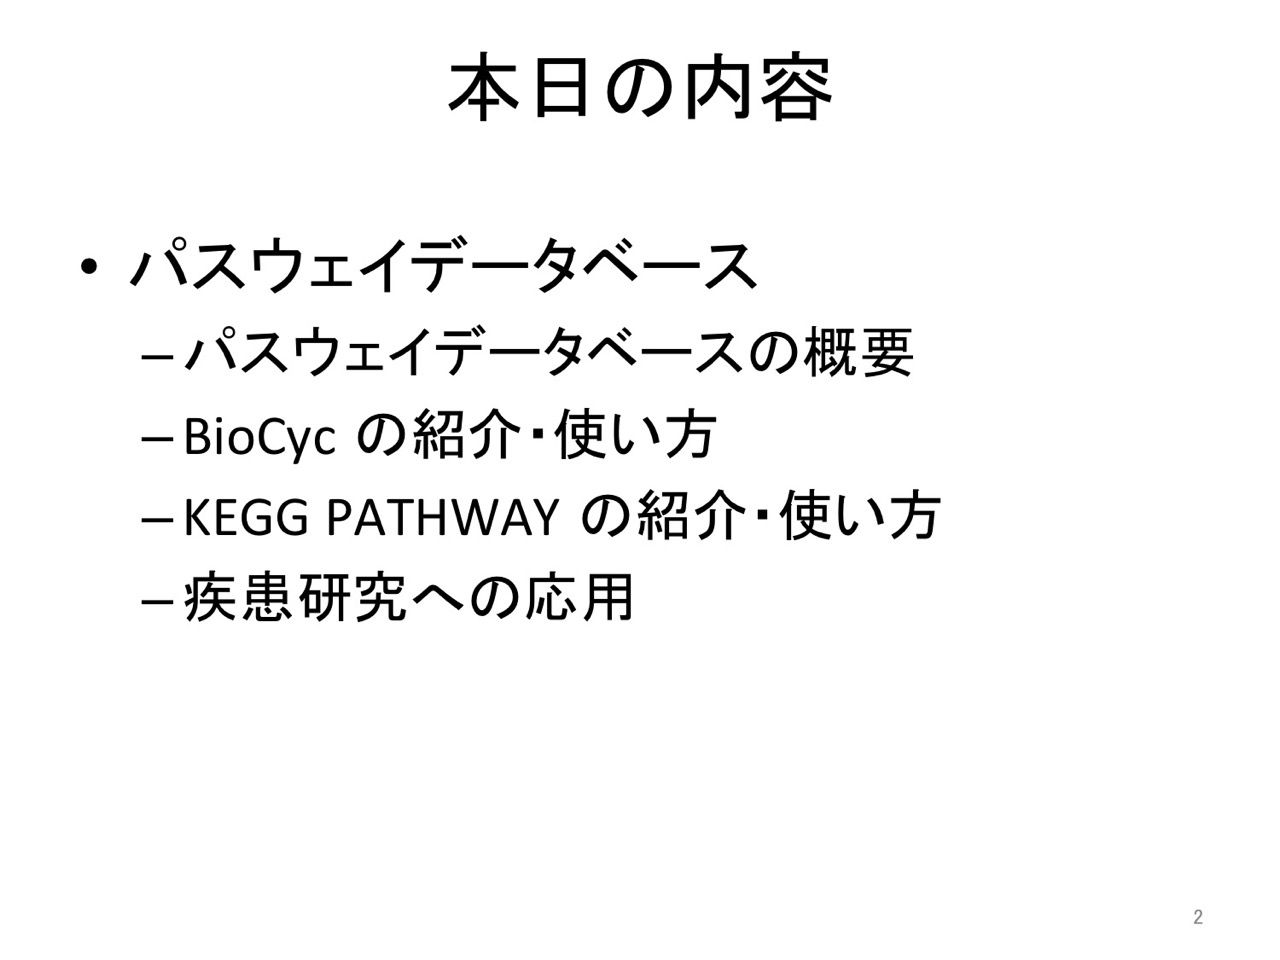 本日の内容
• パスウェイデータベース
–パスウェイデータベースの概要
–BioCyc の紹介・使い方
–KEGG PATHWAY の紹介・使い方
–疾患研究への応用
2